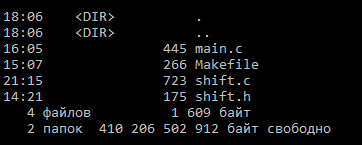 18:06 <DIR> .
18:06 <DIR> ..
16:05 445 main.c
15:07 266 Makefile
21:15 723 shift.c
14:21 175 shift.h
4 файлов 1 609 байт
2 папок 410 206 502 912 байт свободно